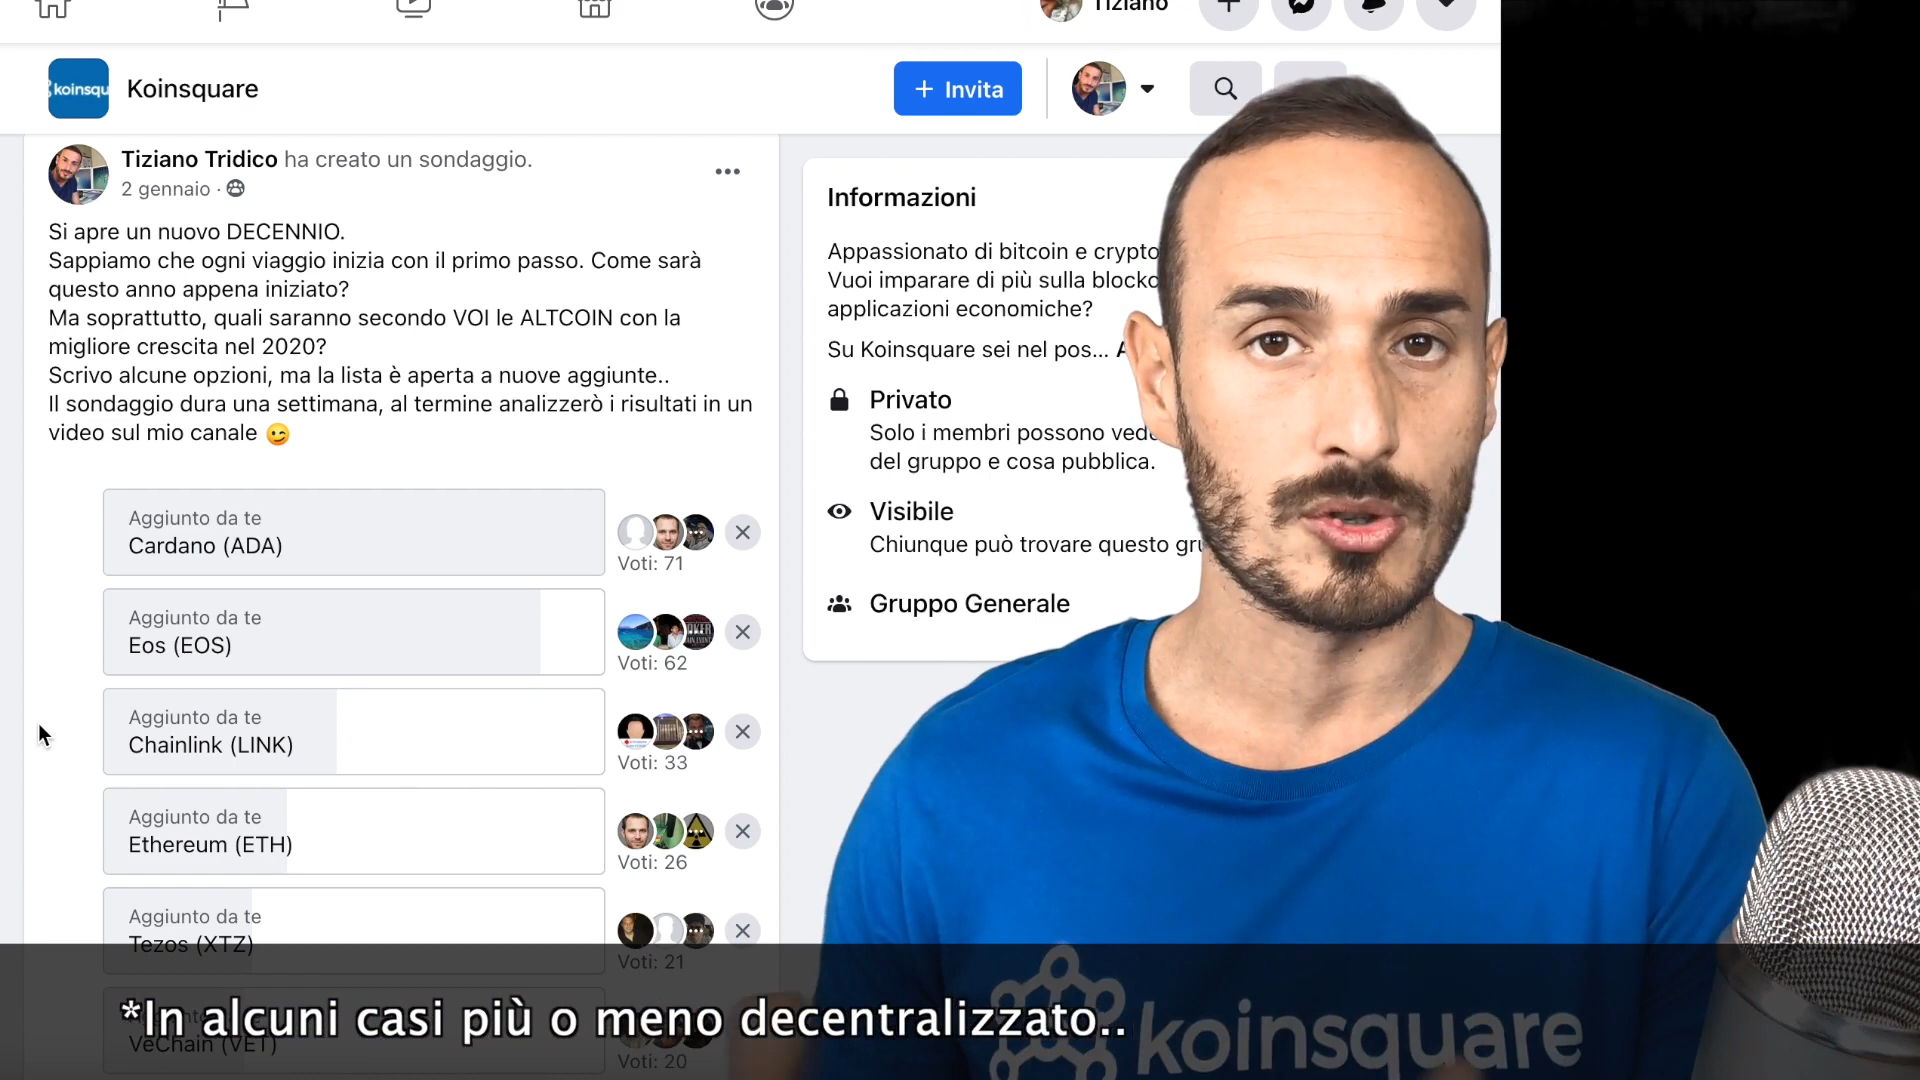 Tiziano
koinsqu
Koinsquare
+ Invita
Tiziano Tridico ha creato un sondaggio.
2 gennaio ·
Si apre un nuovo DECENNIO.
Sappiamo che ogni viaggio inizia con il primo passo. Come sarà
questo anno appena iniziato?
Ma soprattutto, quali saranno secondo VOI le ALTCOIN con la
migliore crescita nel 2020?
Scrivo alcune opzioni, ma la lista è aperta a nuove aggiunte..
Il sondaggio dura una settimana, al termine analizzerò i risultati in un
video sul mio canale 😉
Aggiunto da te
Cardano (ADA)
Voti: 71
Aggiunto da te
Eos (EOS)
Voti: 62
Aggiunto da te
Chainlink (LINK)
Voti: 33
Aggiunto da te
Ethereum (ETH)
Voti: 26
Aggiunto da te
Tezos (XTZ)
Voti: 21
VeChain (VET)
Voti: 20
Informazioni
Appassionato di bitcoin e crypto
Vuoi imparare di più sulla blockc
applicazioni economiche?
Su Koinsquare sei nel pos...
Privato
Solo i membri possono ved
del gruppo e cosa pubblica.
Visibile
Chiunque può trovare questo gru
Gruppo Generale
*In alcuni casi più o meno decentralizzato..
koinsquare